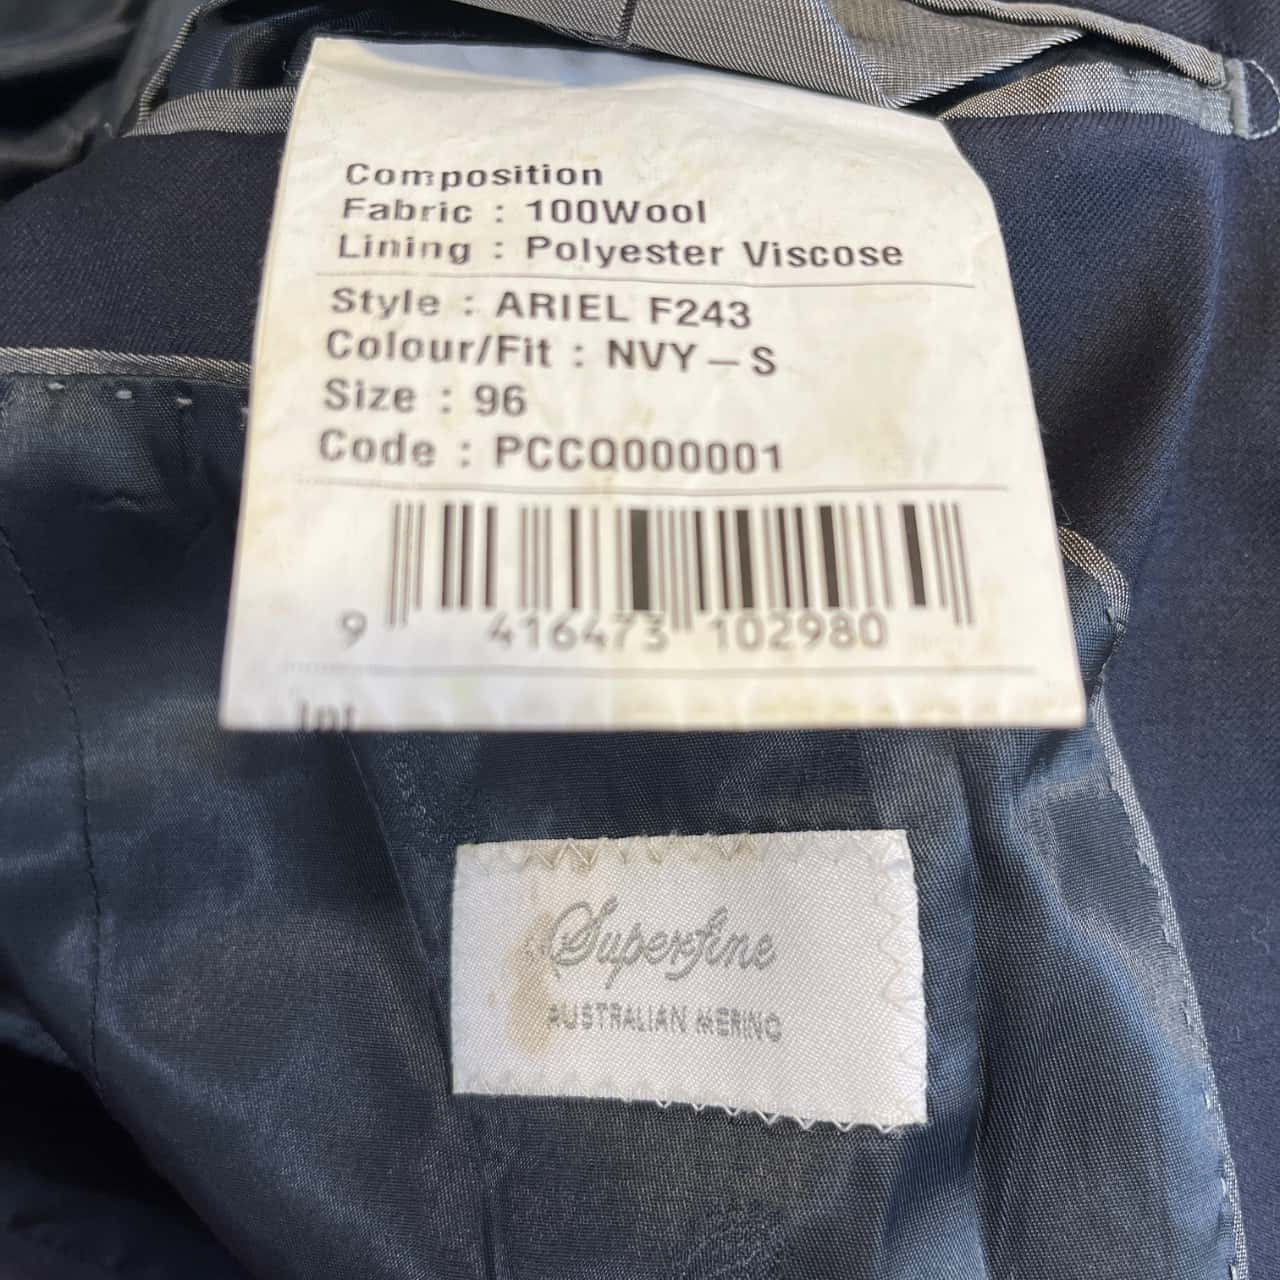 Composition
Fabric : 100Wool
Lining : Polyester Viscose
Style : ARIEL F243
Colour/Fit : NVY – S
Size : 96
Code : PCCQ000001
9 416473 102980
Superfine
AUSTRALIAN MERINO